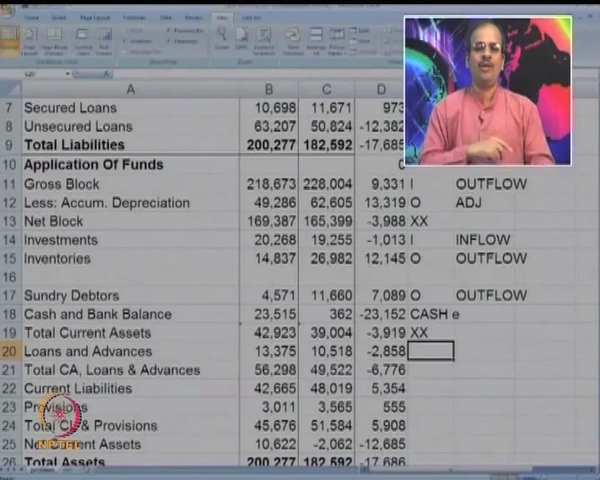 A B C D
7 Secured Loans 10,698 11,671 973
8 Unsecured Loans 63,207 50,824 -12,382
9 Total Liabilities 200,277 182,592 -17,685
10 Application Of Funds 0
11 Gross Block 218,673 228,004 9,331 I OUTFLOW
12 Less: Accum. Depreciation 49,286 62,605 13,319 O ADJ
13 Net Block 169,387 165,399 -3,988 XX
14 Investments 20,268 19,255 -1,013 I INFLOW
15 Inventories 14,837 26,982 12,145 O OUTFLOW
16
17 Sundry Debtors 4,571 11,660 7,089 O OUTFLOW
18 Cash and Bank Balance 23,515 362 -23,152 CASH e
19 Total Current Assets 42,923 39,004 -3,919 XX
20 Loans and Advances 13,375 10,518 -2,858
21 Total CA, Loans & Advances 56,298 49,522 -6,776
22 Current Liabilities 42,665 48,019 5,354
23 Provisions 3,011 3,565 555
24 Total CL & Provisions 45,676 51,584 5,908
25 Net Current Assets 10,622 -2,062 -12,685
26 Total Assets 200,277 182,592 -17,686
NPTEL